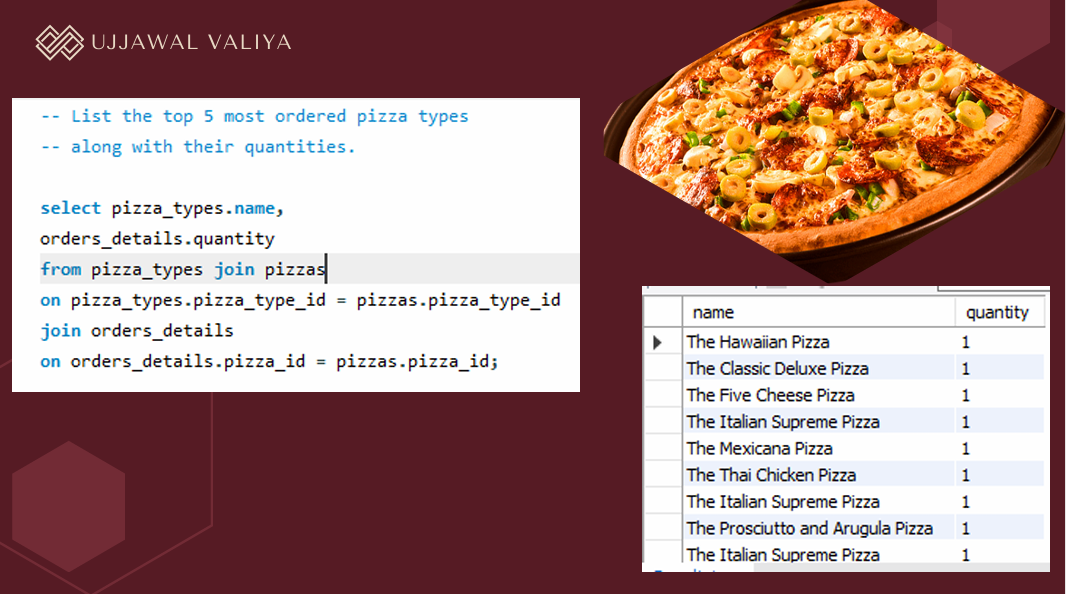 UJJAWAL VALIYA
-- List the top 5 most ordered pizza types
-- along with their quantities.
select pizza_types.name,
orders_details.quantity
from pizza_types join pizzas
on pizza_types.pizza_type_id = pizzas.pizza_type_id
join orders_details
on orders_details.pizza_id = pizzas.pizza_id;
name quantity
The Hawaiian Pizza 1
The Classic Deluxe Pizza 1
The Five Cheese Pizza 1
The Italian Supreme Pizza 1
The Mexicana Pizza 1
The Thai Chicken Pizza 1
The Italian Supreme Pizza 1
The Prosciutto and Arugula Pizza 1
The Italian Supreme Pizza 1